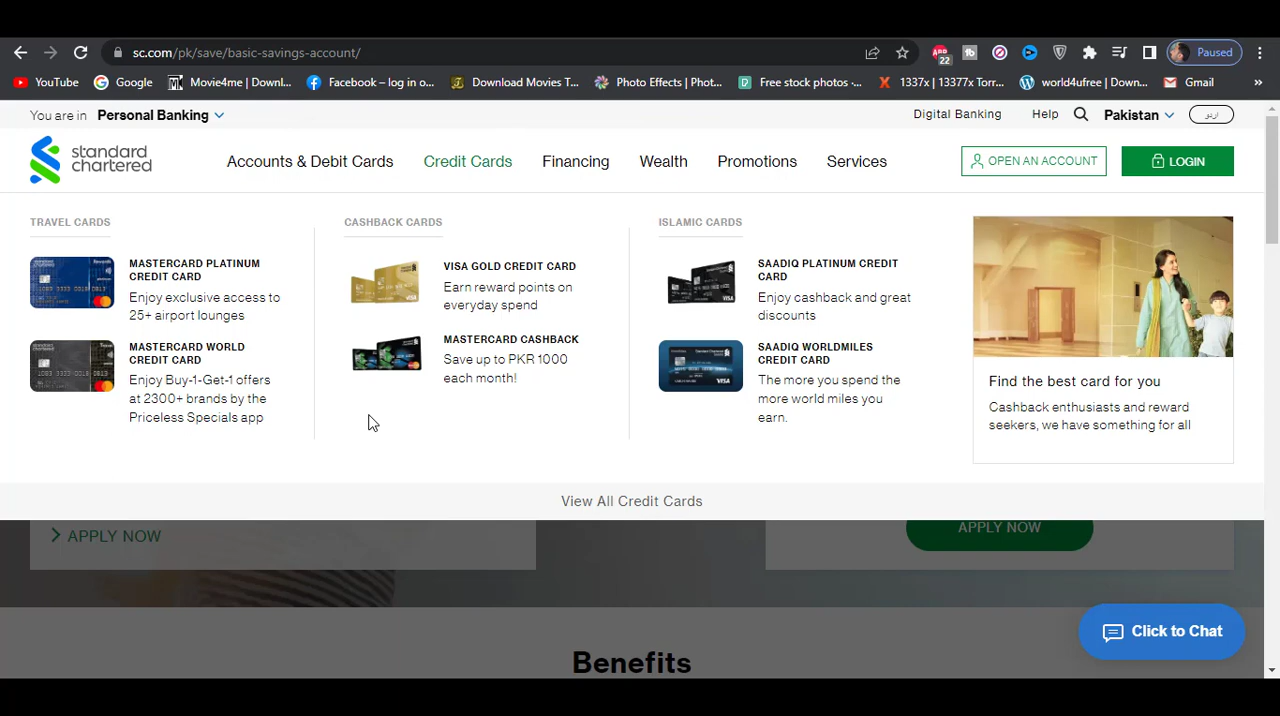 sc.com/pk/save/basic-savings-account/
22
Paused
YouTube
Google
Movie4me | Downl...
Facebook – log in o...
Download Movies T...
Photo Effects | Phot...
Free stock photos ·...
1337x | 13377x Torr...
world4ufree | Down...
Gmail
»
You are in Personal Banking
Digital Banking
Help
Pakistan
اردو
standard
chartered
Accounts & Debit Cards
Credit Cards
Financing
Wealth
Promotions
Services
OPEN AN ACCOUNT
LOGIN
TRAVEL CARDS
MASTERCARD PLATINUM
CREDIT CARD
Enjoy exclusive access to
25+ airport lounges
MASTERCARD WORLD
CREDIT CARD
Enjoy Buy-1-Get-1 offers
at 2300+ brands by the
Priceless Specials app
CASHBACK CARDS
VISA GOLD CREDIT CARD
Earn reward points on
everyday spend
MASTERCARD CASHBACK
Save up to PKR 1000
each month!
ISLAMIC CARDS
SAADIQ PLATINUM CREDIT
CARD
Enjoy cashback and great
discounts
SAADIQ WORLDMILES
CREDIT CARD
The more you spend the
more world miles you
earn.
Find the best card for you
Cashback enthusiasts and reward
seekers, we have something for all
View All Credit Cards
APPLY NOW
APPLY NOW
Click to Chat
Benefits